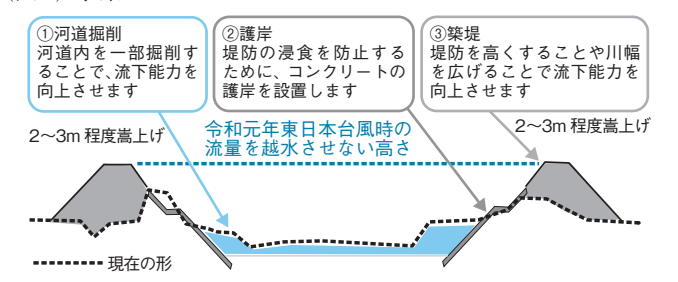 ①河道掘削
河道内を一部掘削す
ることで、流下能力を
向上させます
②護岸
堤防の浸食を防止する
ために、コンクリートの
護岸を設置します
③築堤
堤防を高くすることや川幅
を広げることで流下能力を
向上させます
2〜3m 程度嵩上げ
令和元年東日本台風時の
流量を越水させない高さ
2〜3m 程度嵩上げ
現在の形